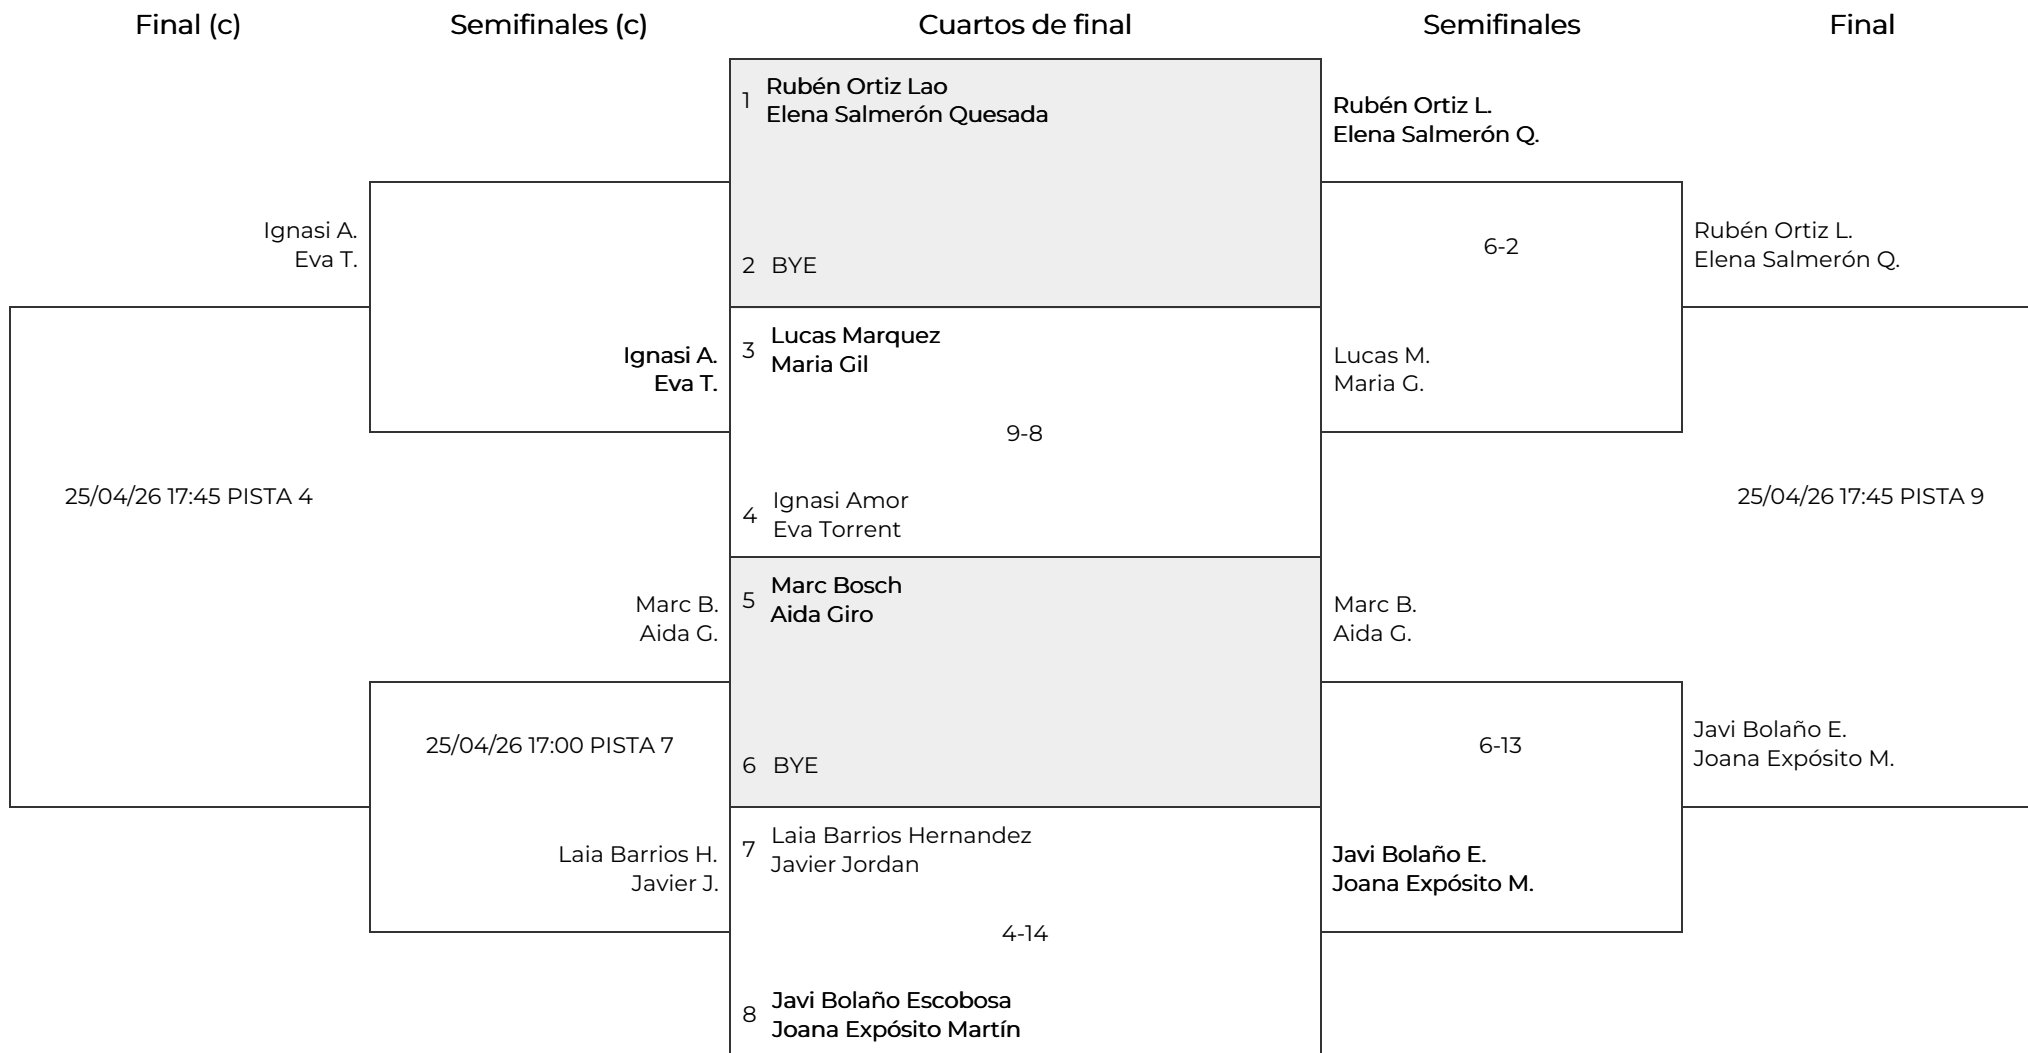 Final (c)
Semifinales (c)
Cuartos de final
Semifinales
Final
Ignasi A.
Eva T.
25/04/26 17:45 PISTA 4
Ignasi A.
Eva T.
Marc B.
Aida G.
25/04/26 17:00 PISTA 7
Laia Barrios H.
Javier J.
1
Rubén Ortiz Lao
Elena Salmerón Quesada
2 BYE
3
Lucas Marquez
Maria Gil
9-8
4
Ignasi Amor
Eva Torrent
5
Marc Bosch
Aida Giro
6 BYE
7
Laia Barrios Hernandez
Javier Jordan
4-14
8
Javi Bolaño Escobosa
Joana Expósito Martín
Rubén Ortiz L.
Elena Salmerón Q.
6-2
Lucas M.
Maria G.
Marc B.
Aida G.
6-13
Javi Bolaño E.
Joana Expósito M.
Rubén Ortiz L.
Elena Salmerón Q.
25/04/26 17:45 PISTA 9
Javi Bolaño E.
Joana Expósito M.